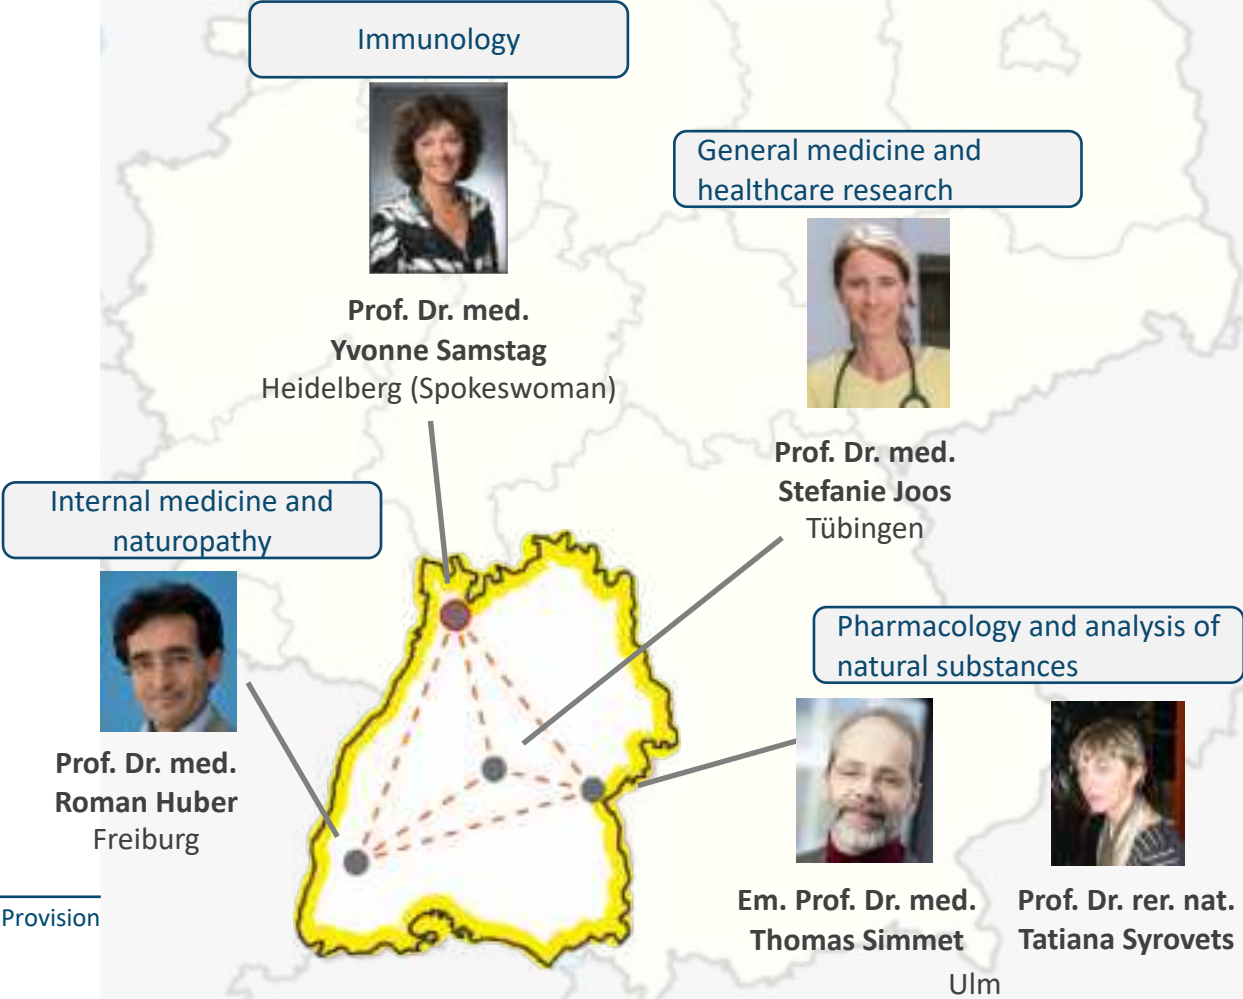 Immunology
Prof. Dr. med.
Yvonne Samstag
Heidelberg (Spokeswoman)
General medicine and
healthcare research
Prof. Dr. med.
Stefanie Joos
Tübingen
Internal medicine and
naturopathy
Prof. Dr. med.
Roman Huber
Freiburg
Pharmacology and analysis of
natural substances
Em. Prof. Dr. med.
Thomas Simmet
Prof. Dr. rer. nat.
Tatiana Syrovets
Ulm
Provision